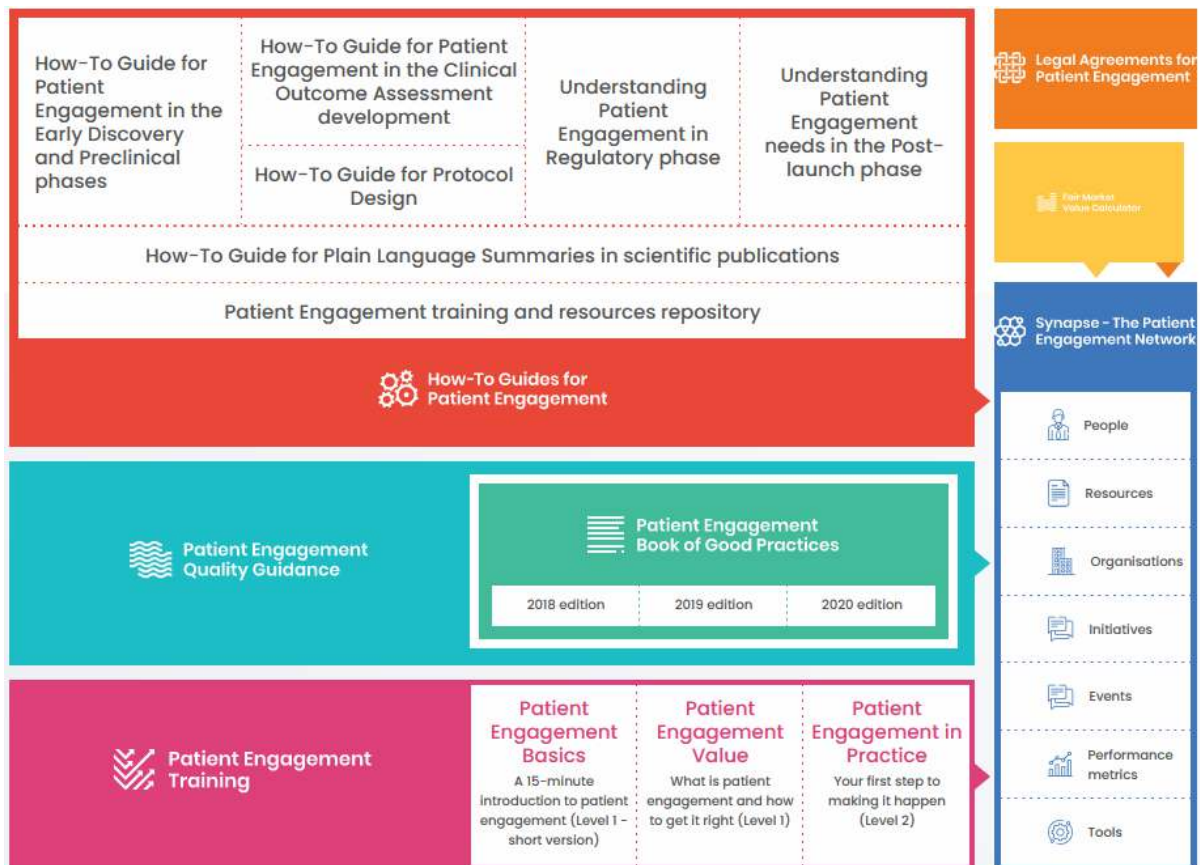 How-To Guide for
Patient
Engagement in the
Early Discovery
and Preclinical
phases
How-To Guide for Patient
Engagement in the Clinical
Outcome Assessment
development
How-To Guide for Protocol
Design
Understanding
Patient
Engagement in
Regulatory phase
Understanding
Patient
Engagement
needs in the Post-
launch phase
How-To Guide for Plain Language Summaries in scientific publications
Patient Engagement training and resources repository
How-To Guides for
Patient Engagement
Patient Engagement
Quality Guidance
Patient Engagement
Book of Good Practices
2018 edition
2019 edition
2020 edition
Patient Engagement
Training
Patient
Engagement
Basics
A 15-minute
introduction to patient
engagement (Level 1 -
short version)
Patient
Engagement
Value
What is patient
engagement and how
to get it right (Level 1)
Patient
Engagement in
Practice
Your first step to
making it happen
(Level 2)
Legal Agreements for
Patient Engagement
Fair Market
Value Calculator
Synapse - The Patient
Engagement Network
People
Resources
Organisations
Initiatives
Events
Performance
metrics
Tools